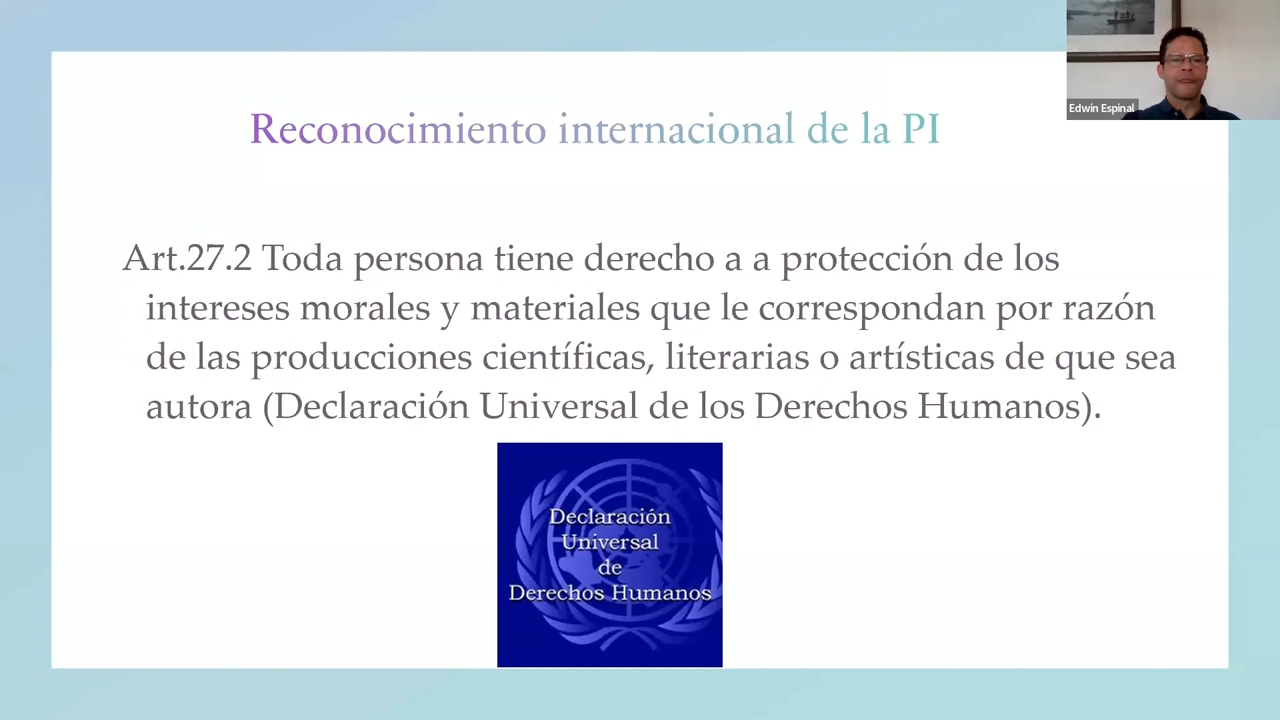 Reconocimiento internacional de la PI
Edwin Espinal
Art.27.2 Toda persona tiene derecho a a protección de los
intereses morales y materiales que le correspondan por razón
de las producciones científicas, literarias o artísticas de que sea
autora (Declaración Universal de los Derechos Humanos).
Declaración
Universal
de
Derechos Humanos